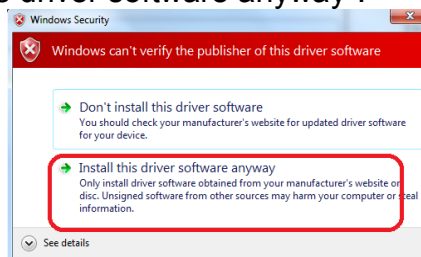 driver software anyway .
Windows Security
Windows can't verify the publisher of this driver software
Don't install this driver software
You should check your manufacturer's website for updated driver software
for your device.
Install this driver software anyway
Only install driver software obtained from your manufacturer's website or
disc. Unsigned software from other sources may harm your computer or steal
information.
See details